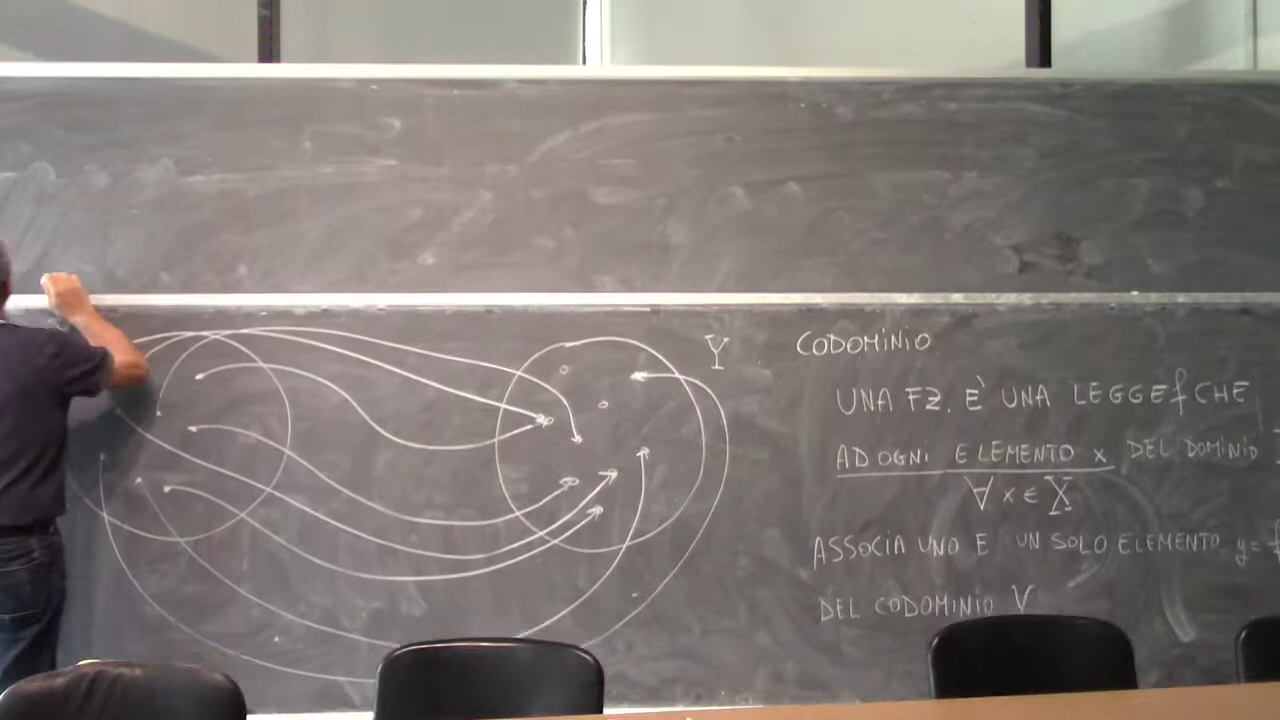 Y CODOMINIO
UNA FZ. È UNA LEGGE f CHE
AD OGNI ELEMENTO x DEL DOMINIO
∀ x ∈ X
ASSOCIA UNO E UN SOLO ELEMENTO y =
DEL CODOMINIO Y